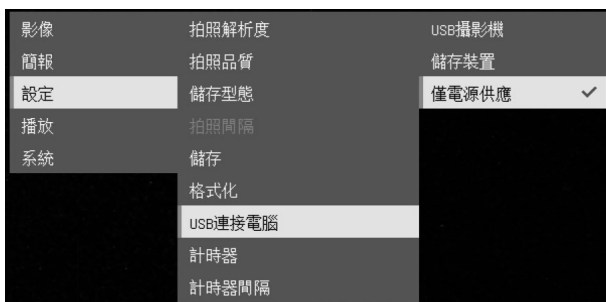 影像
簡報
設定
播放
系統
拍照解析度
拍照品質
儲存型態
拍照間隔
儲存
格式化
USB連接電腦
計時器
計時器間隔
USB攝影機
儲存裝置
僅電源供應 ✓